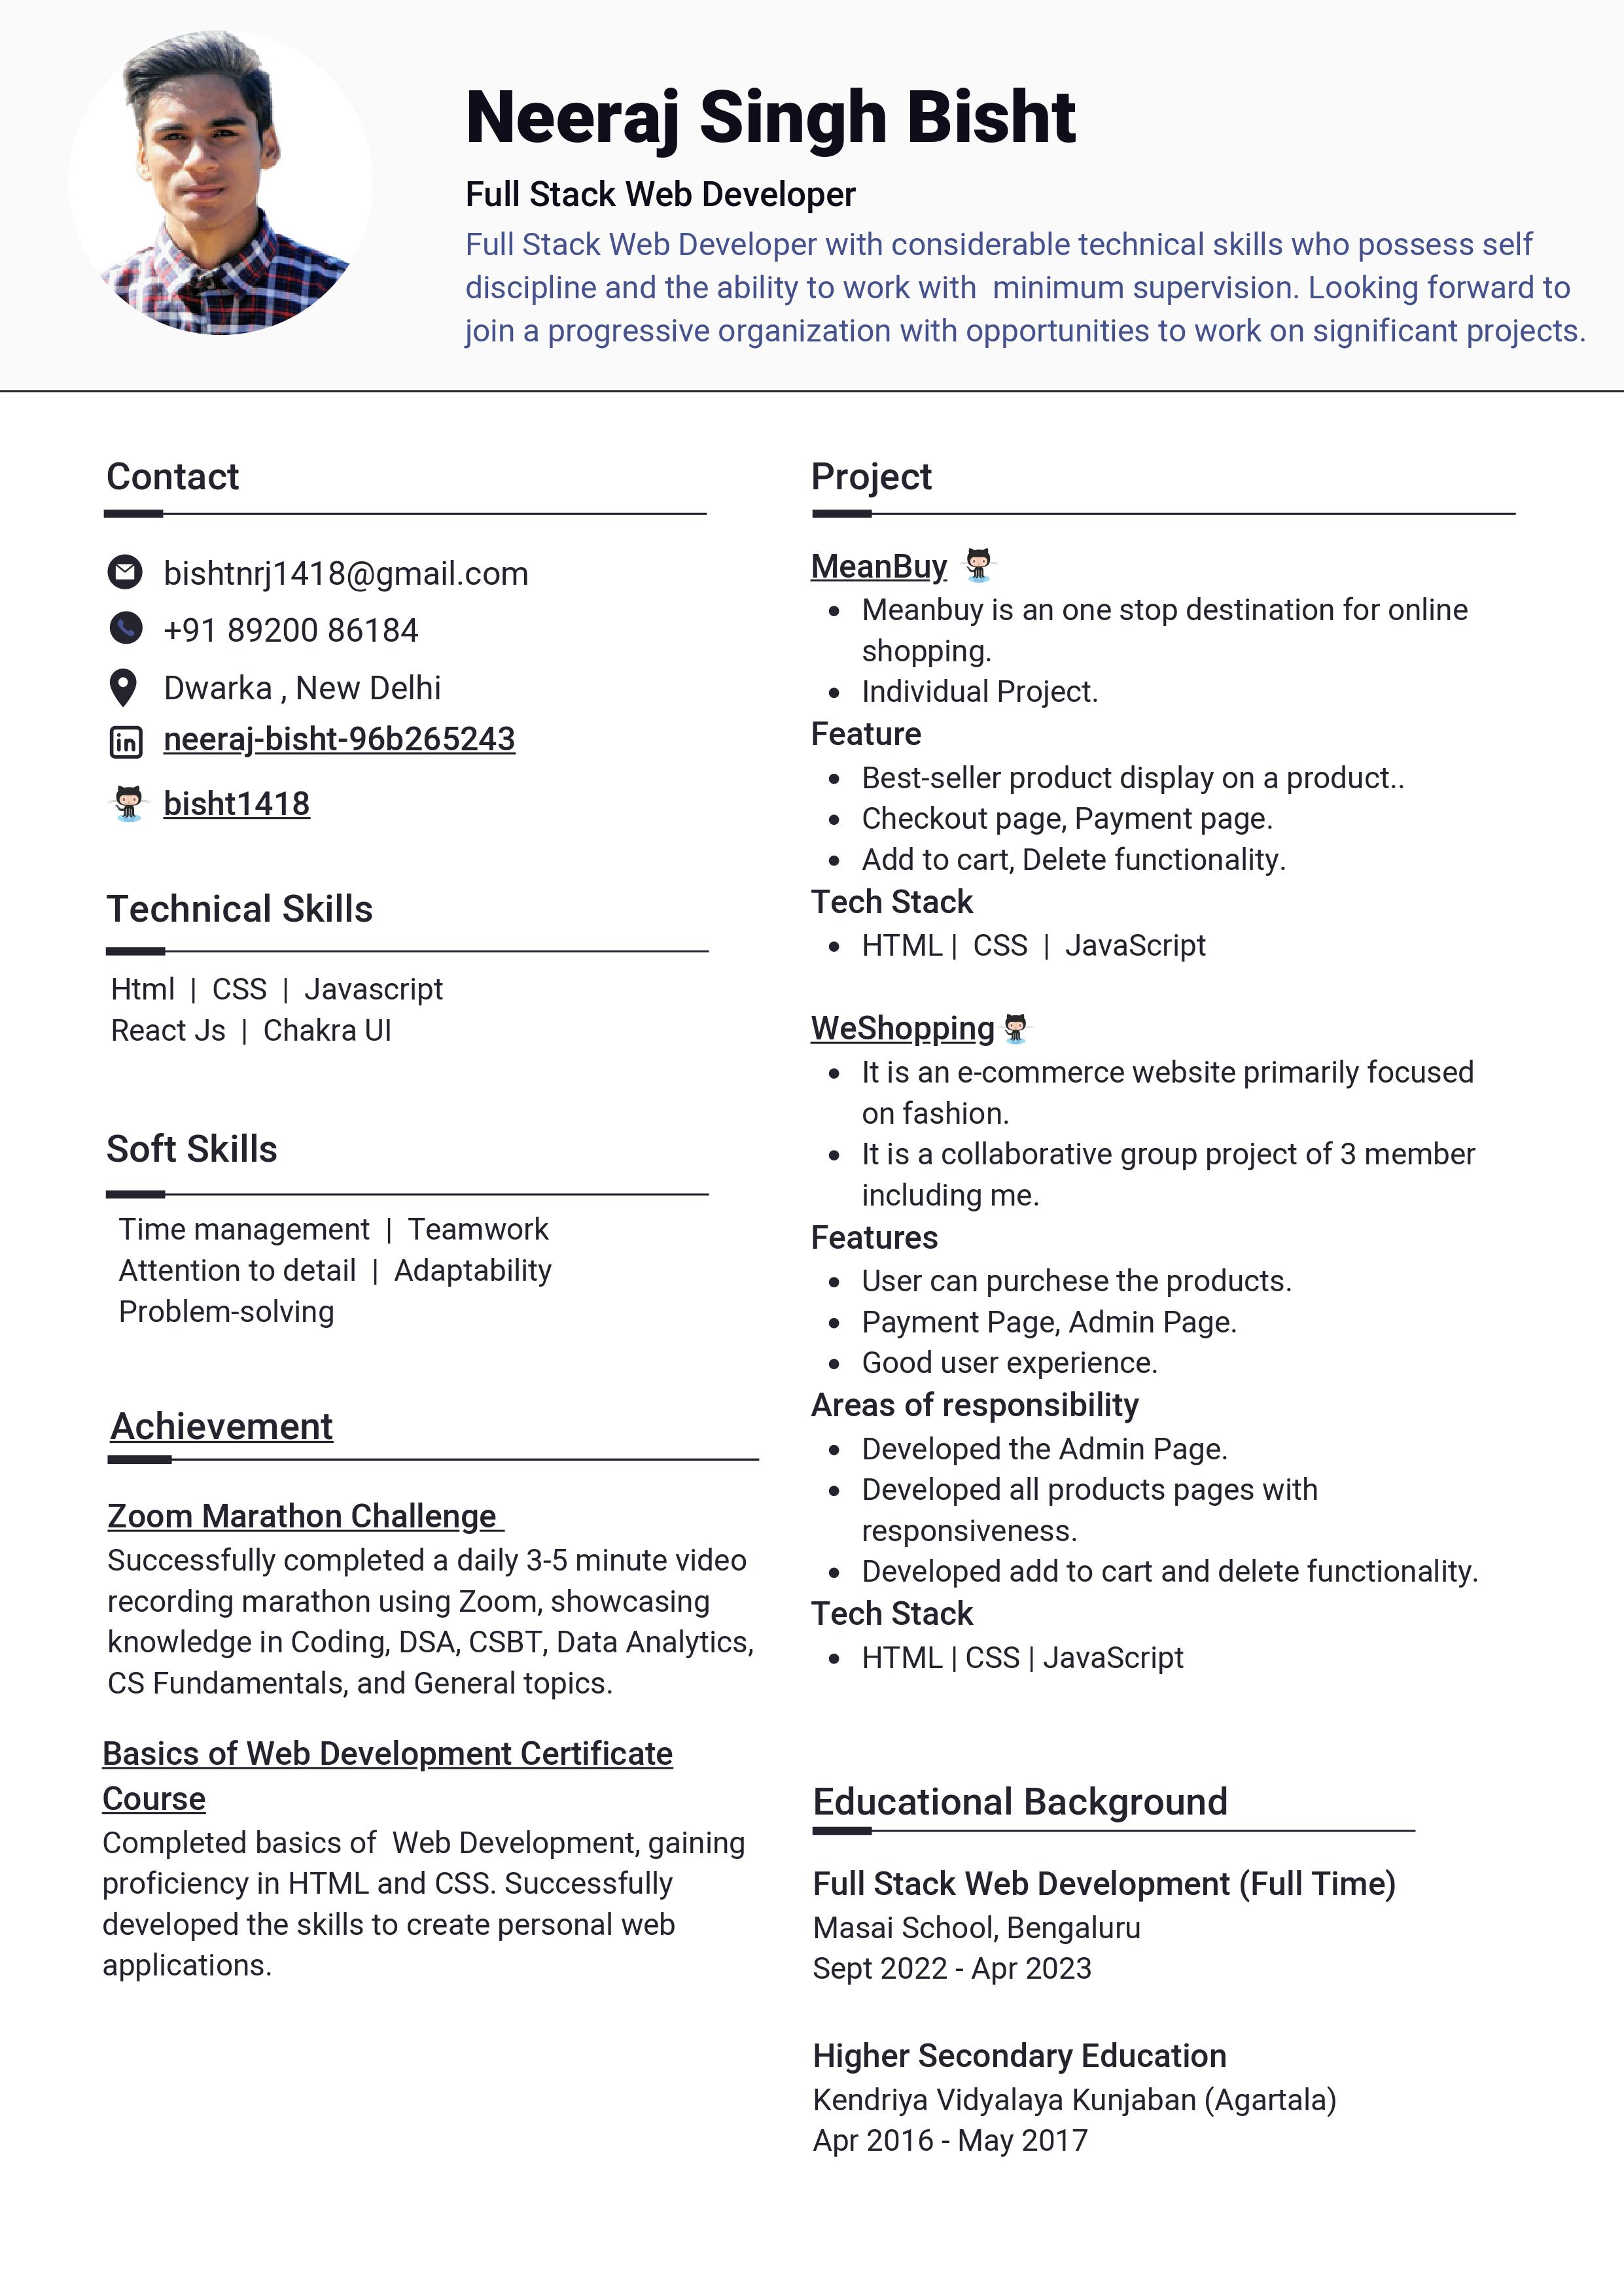 Neeraj Singh Bisht
Full Stack Web Developer
Full Stack Web Developer with considerable technical skills who possess self
discipline and the ability to work with  minimum supervision. Looking forward to
join a progressive organization with opportunities to work on significant projects.
Contact
bishtnrj1418@gmail.com
+91 89200 86184
Dwarka , New Delhi
neeraj-bisht-96b265243
bisht1418
Technical Skills
Html | CSS | Javascript
React Js | Chakra UI
Soft Skills
Time management | Teamwork
Attention to detail | Adaptability
Problem-solving
Achievement
Zoom Marathon Challenge
Successfully completed a daily 3-5 minute video
recording marathon using Zoom, showcasing
knowledge in Coding, DSA, CSBT, Data Analytics,
CS Fundamentals, and General topics.
Basics of Web Development Certificate
Course
Completed basics of  Web Development, gaining
proficiency in HTML and CSS. Successfully
developed the skills to create personal web
applications.
Project
MeanBuy
• Meanbuy is an one stop destination for online
shopping.
• Individual Project.
Feature
• Best-seller product display on a product..
• Checkout page, Payment page.
• Add to cart, Delete functionality.
Tech Stack
• HTML | CSS | JavaScript
WeShopping
• It is an e-commerce website primarily focused
on fashion.
• It is a collaborative group project of 3 member
including me.
Features
• User can purchese the products.
• Payment Page, Admin Page.
• Good user experience.
Areas of responsibility
• Developed the Admin Page.
• Developed all products pages with
responsiveness.
• Developed add to cart and delete functionality.
Tech Stack
• HTML | CSS | JavaScript
Educational Background
Full Stack Web Development (Full Time)
Masai School, Bengaluru
Sept 2022 - Apr 2023
Higher Secondary Education
Kendriya Vidyalaya Kunjaban (Agartala)
Apr 2016 - May 2017